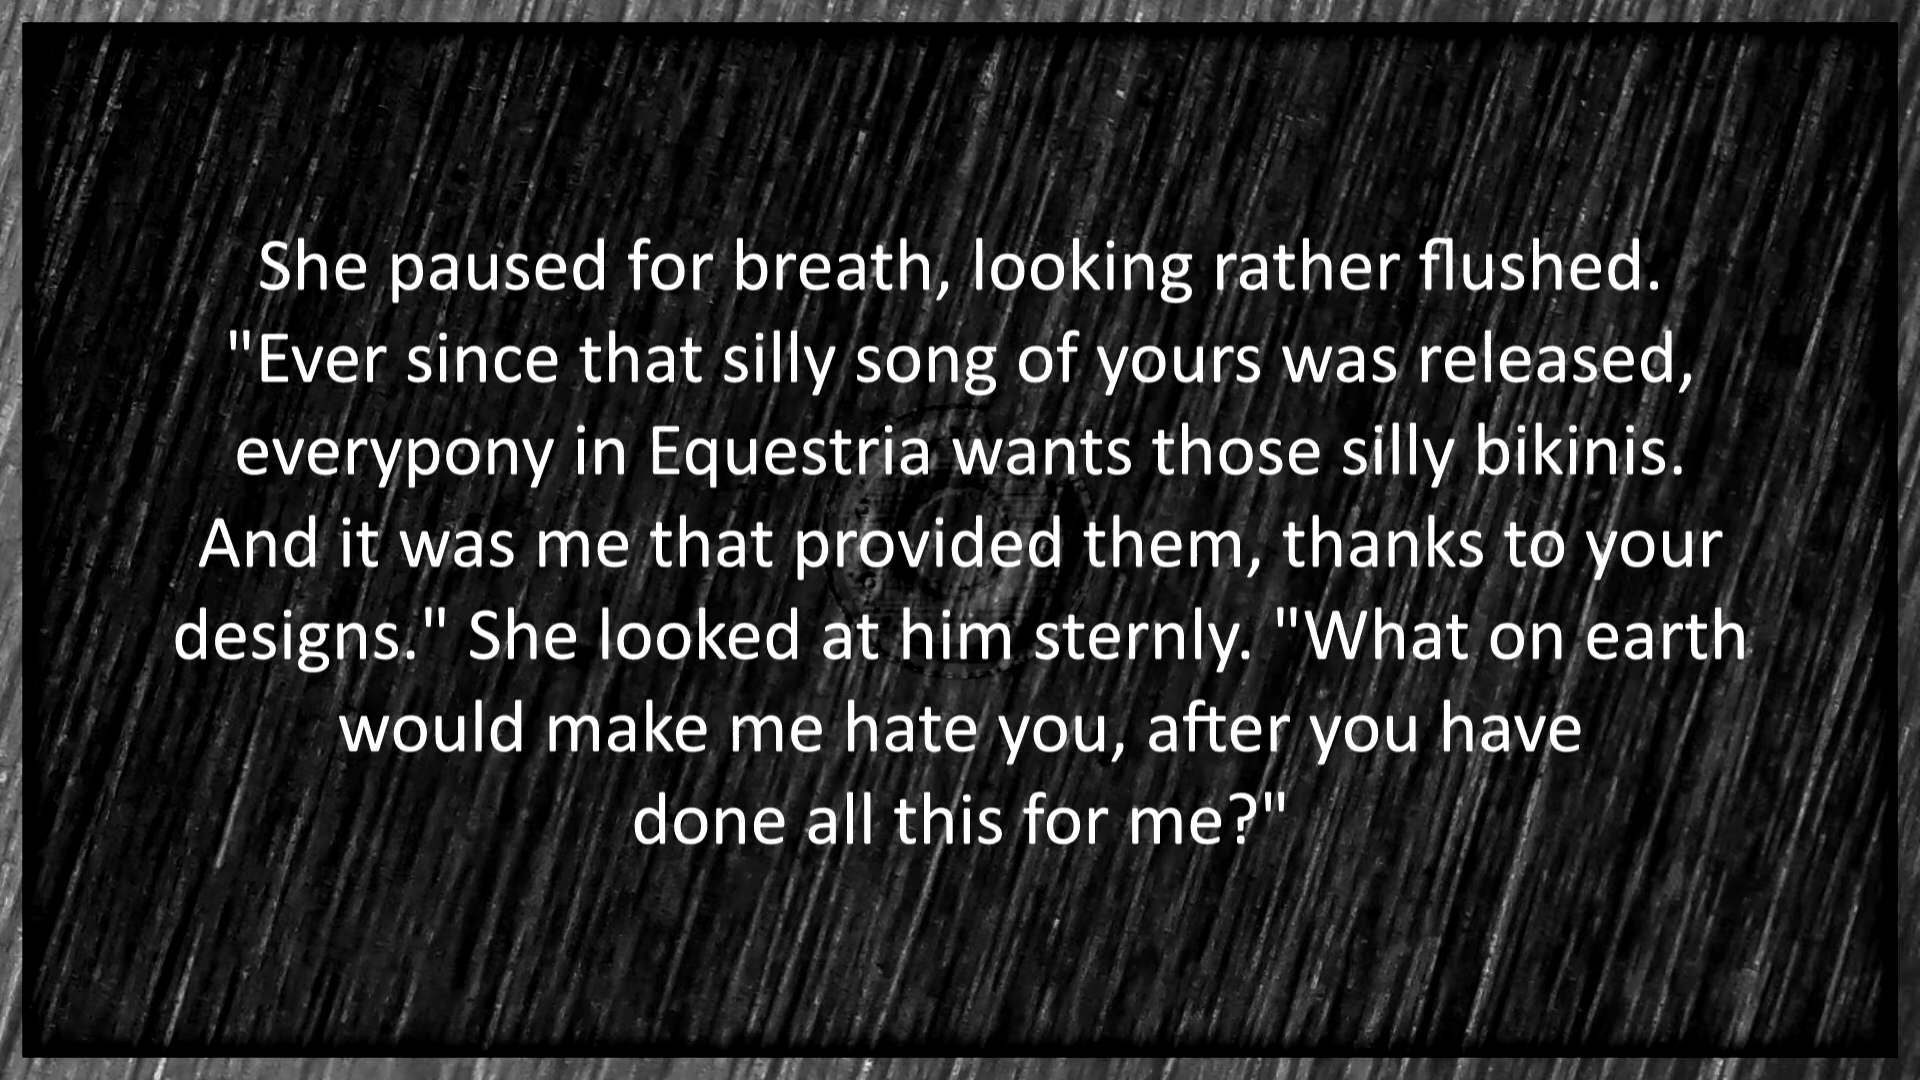 She paused for breath, looking rather flushed.
"Ever since that silly song of yours was released,
everypony in Equestria wants those silly bikinis.
And it was me that provided them, thanks to your
designs." She looked at him sternly. "What on earth
would make me hate you, after you have
done all this for me?"